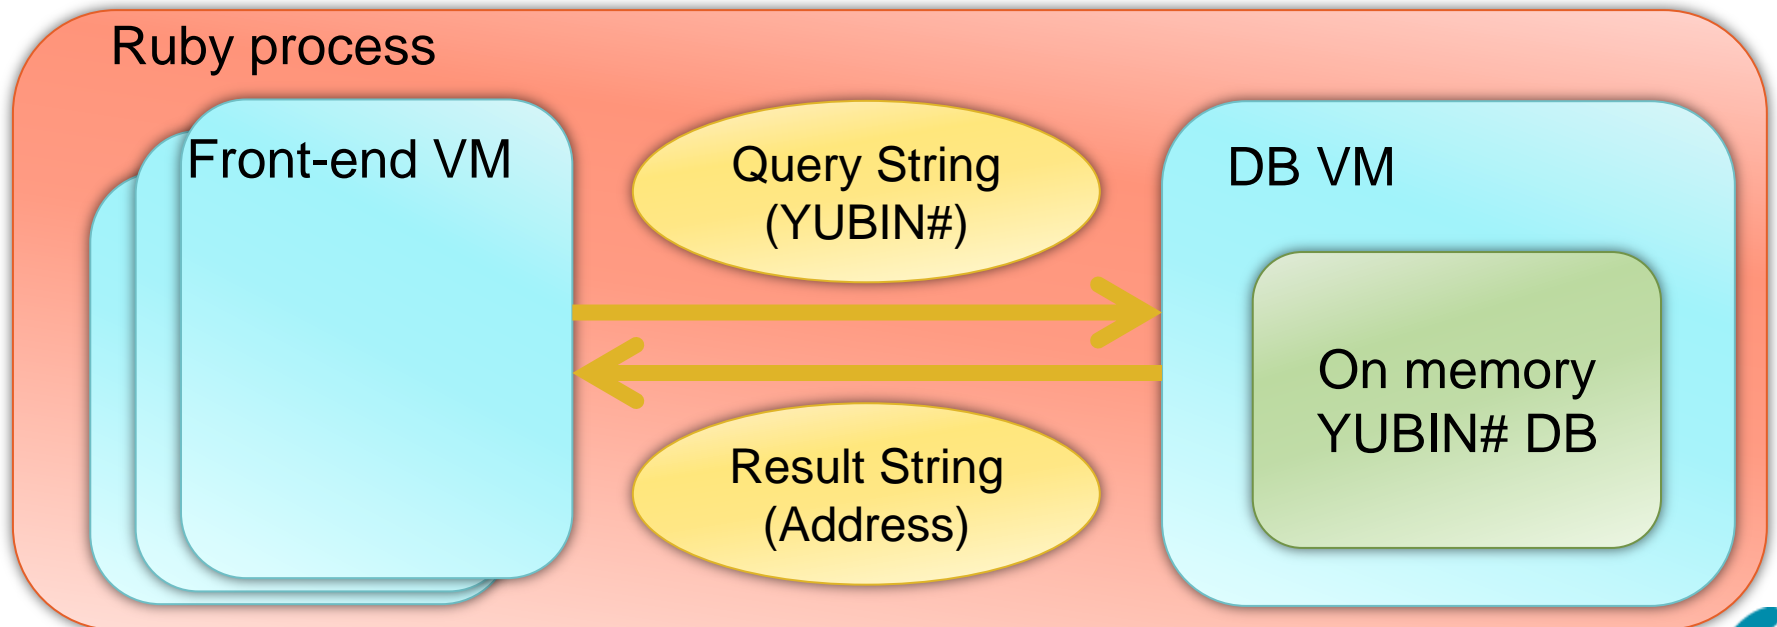 Ruby process
Front-end VM
Query String
(YUBIN#)
DB VM
On memory
YUBIN# DB
Result String
(Address)